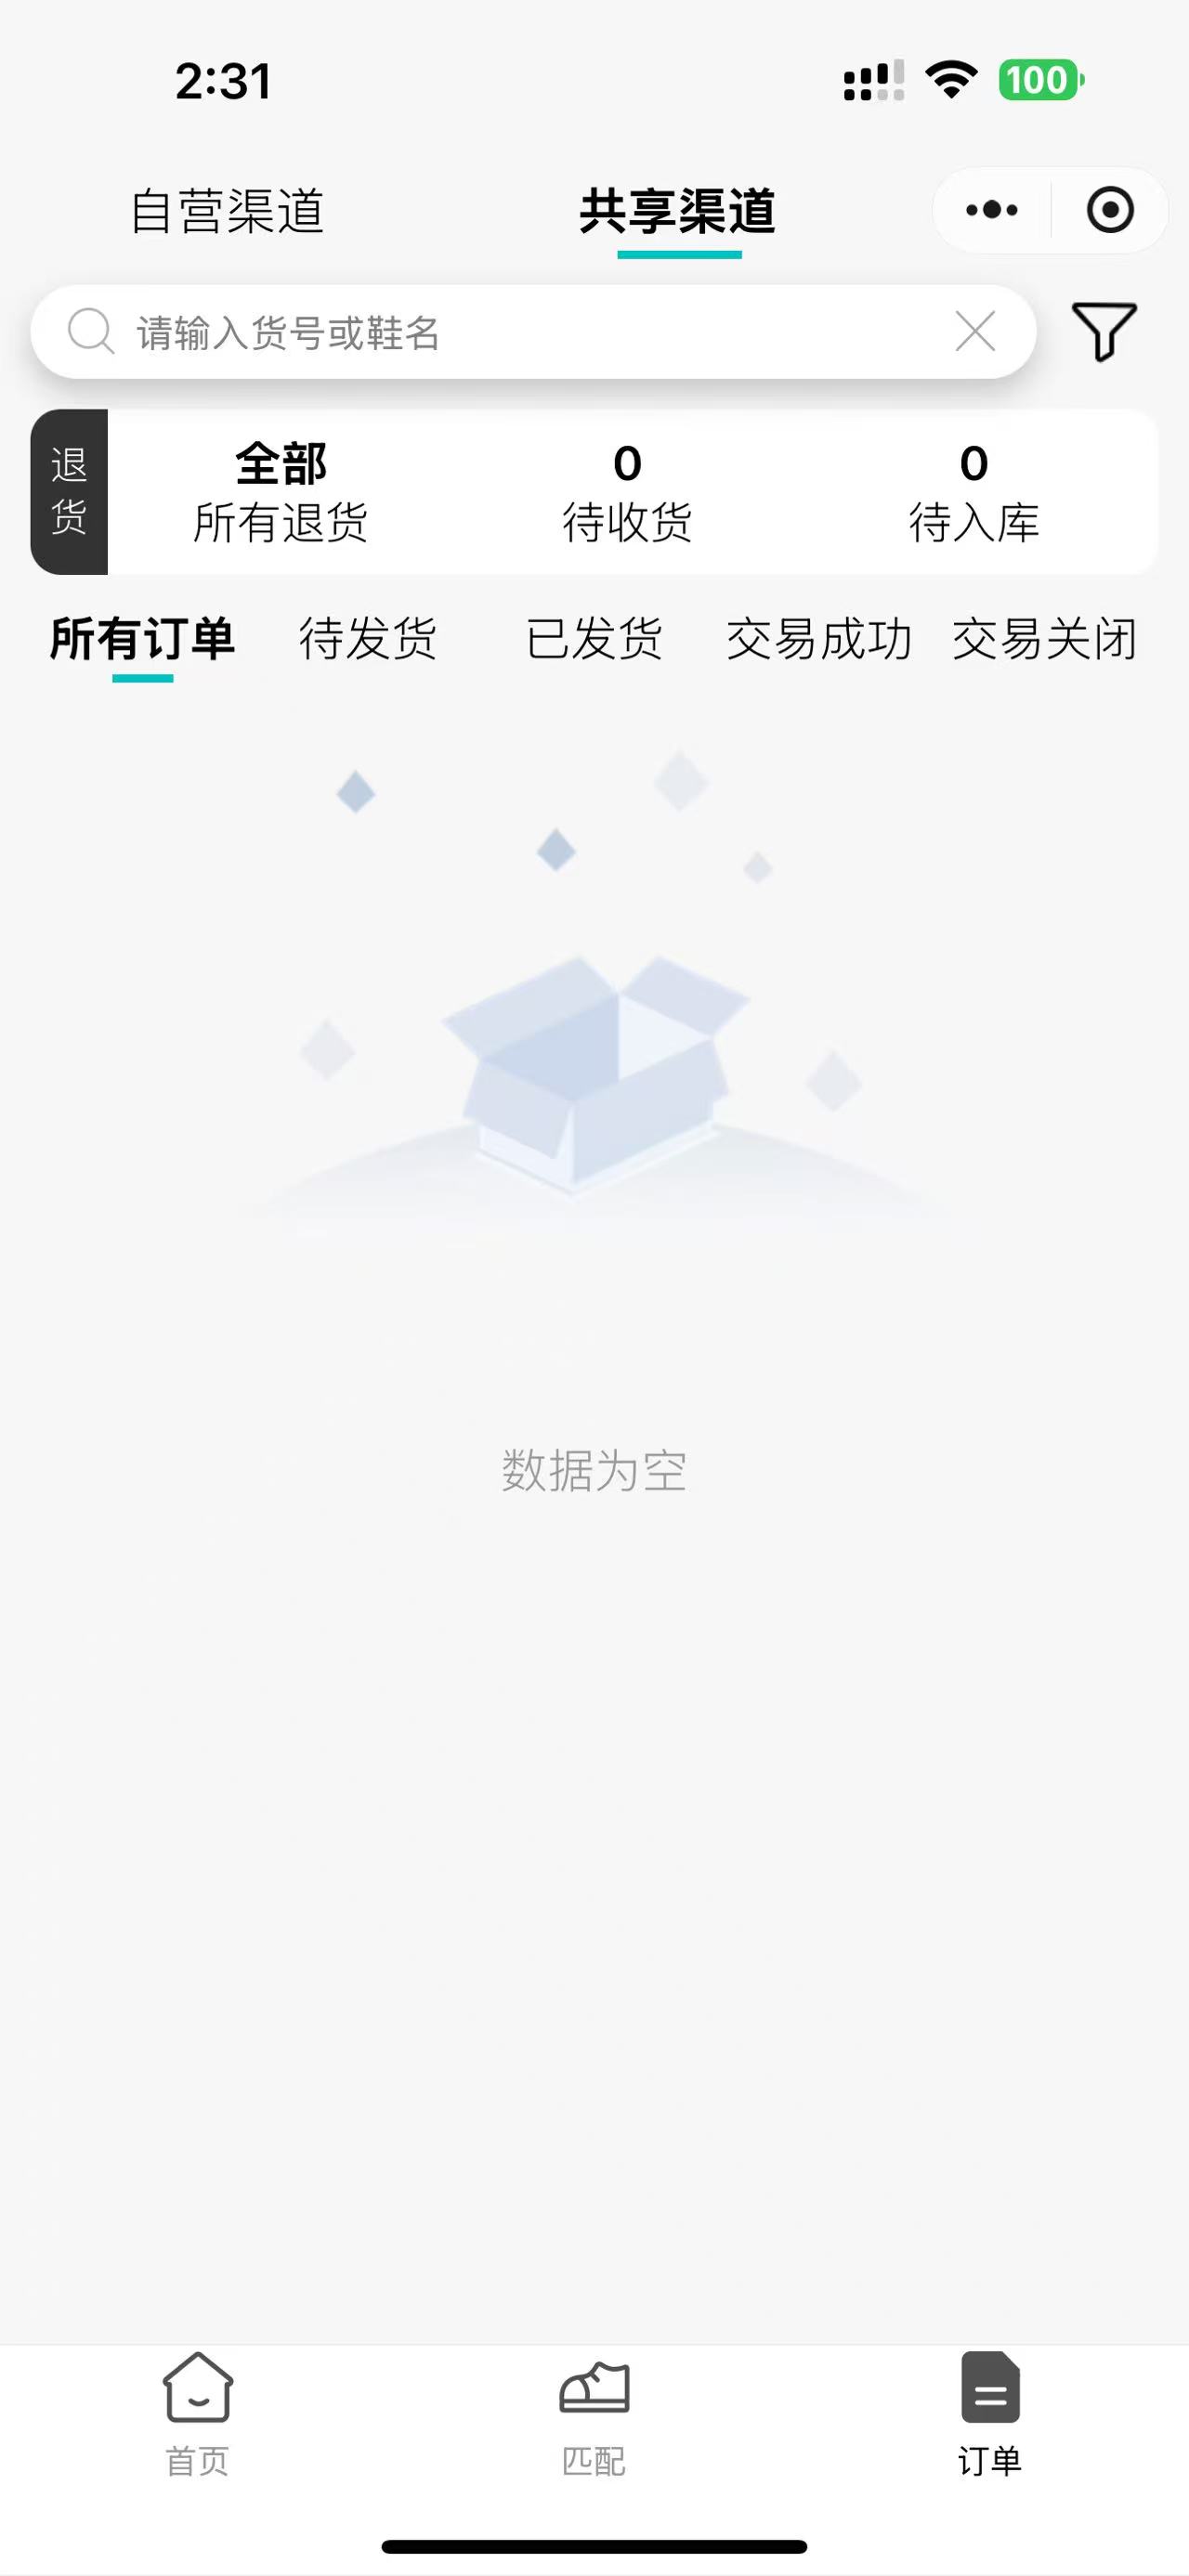 2:31
100
自营渠道 共享渠道
请输入货号或鞋名
退货
全部 0 0
所有退货 待收货 待入库
所有订单 待发货 已发货 交易成功 交易关闭
数据为空
首页 匹配 订单